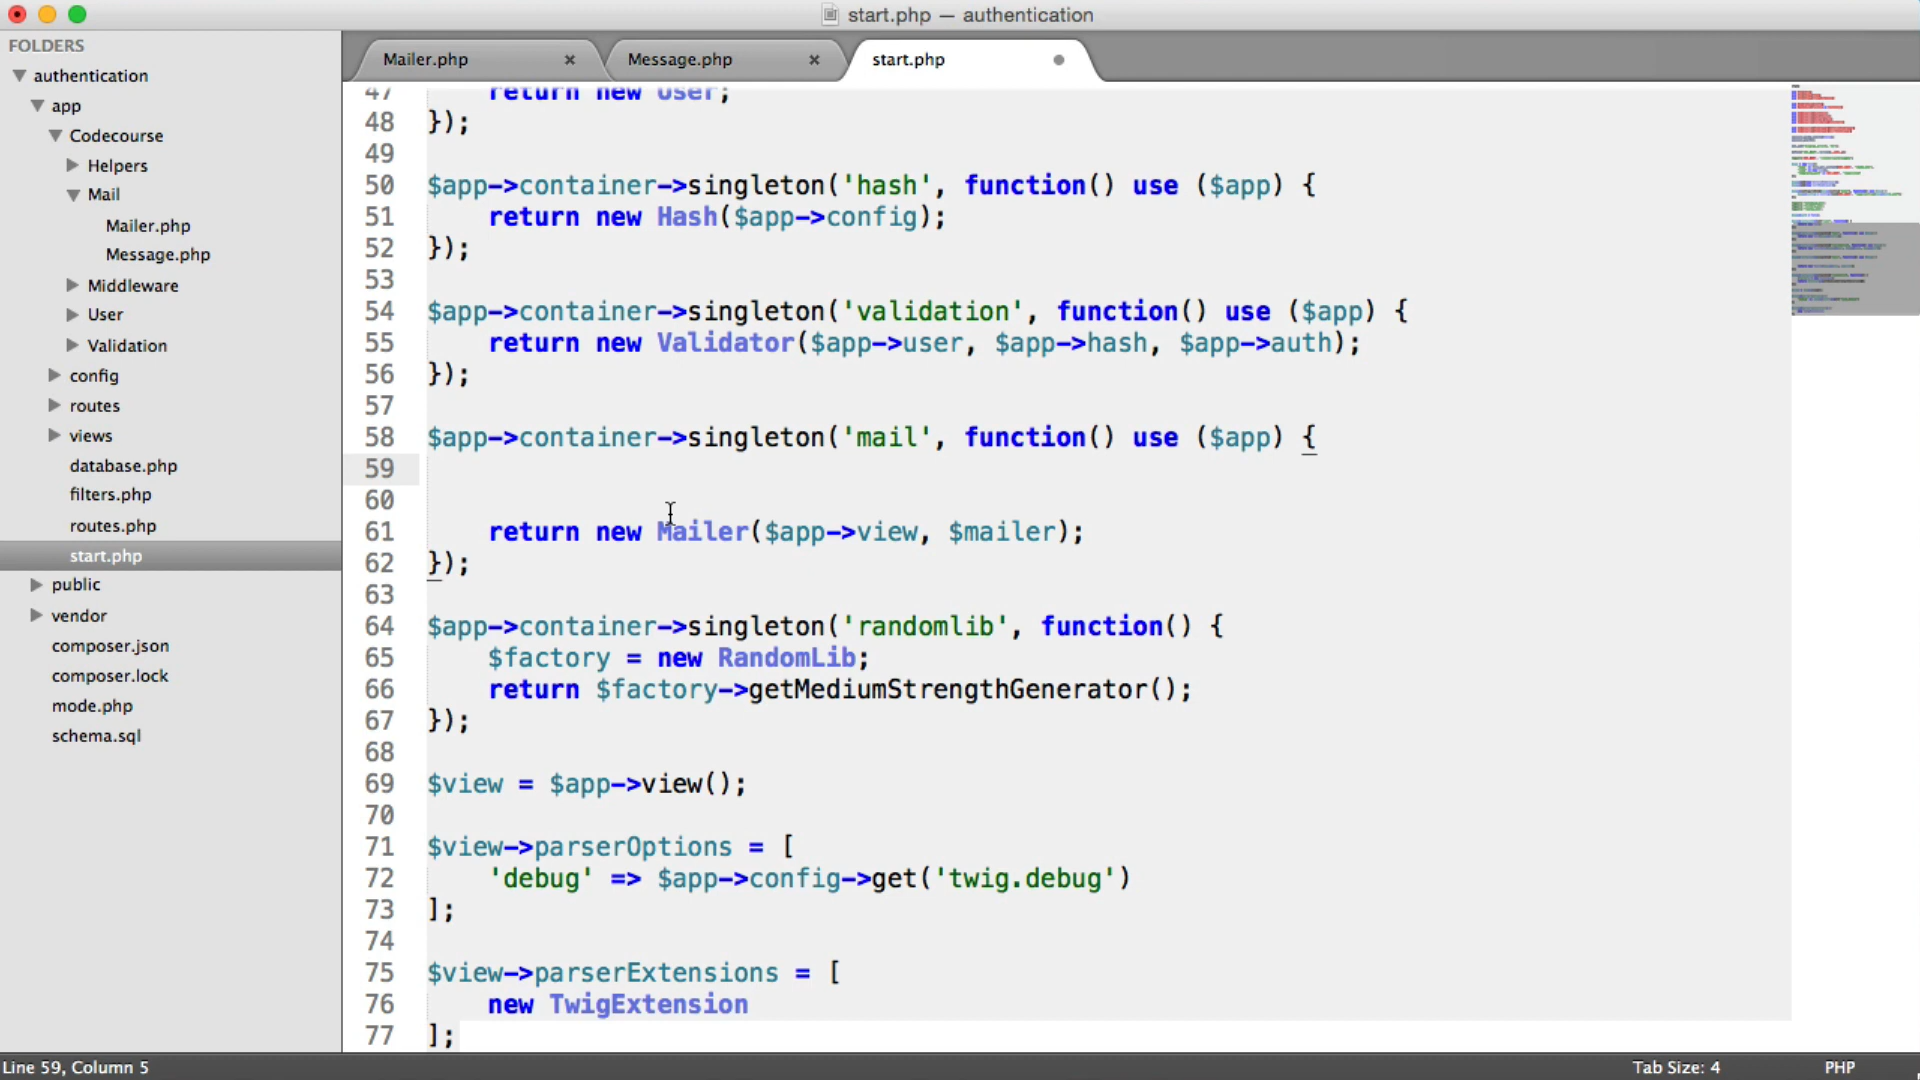 start.php — authentication
FOLDERS
authentication
app
Codecourse
Helpers
Mail
Mailer.php
Message.php
Middleware
User
Validation
config
routes
views
database.php
filters.php
routes.php
start.php
public
vendor
composer.json
composer.lock
mode.php
schema.sql
Mailer.php ×
Message.php ×
start.php
47 return new User;
48 });
49
50 $app->container->singleton('hash', function() use ($app) {
51 return new Hash($app->config);
52 });
53
54 $app->container->singleton('validation', function() use ($app) {
55 return new Validator($app->user, $app->hash, $app->auth);
56 });
57
58 $app->container->singleton('mail', function() use ($app) {
59
60
61 return new Mailer($app->view, $mailer);
62 });
63
64 $app->container->singleton('randomlib', function() {
65 $factory = new RandomLib;
66 return $factory->getMediumStrengthGenerator();
67 });
68
69 $view = $app->view();
70
71 $view->parserOptions = [
72 'debug' => $app->config->get('twig.debug')
73 ];
74
75 $view->parserExtensions = [
76 new TwigExtension
77 ];
Line 59, Column 5
Tab Size: 4
PHP